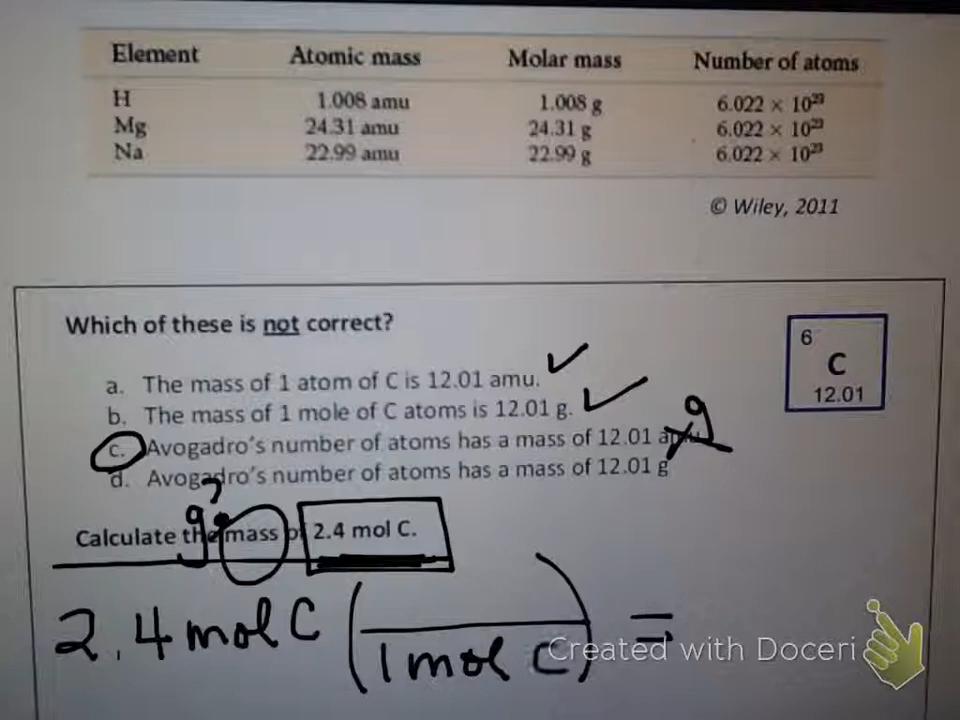 Element Atomic mass Molar mass Number of atoms
H 1.008 amu 1.008 g 6.022 × 10²³
Mg 24.31 amu 24.31 g 6.022 × 10²³
Na 22.99 amu 22.99 g 6.022 × 10²³
© Wiley, 2011
Which of these is not correct?
a. The mass of 1 atom of C is 12.01 amu. ✓
b. The mass of 1 mole of C atoms is 12.01 g. ✓
c. Avogadro's number of atoms has a mass of 12.01 amu g
d. Avogadro's number of atoms has a mass of 12.01 g
6
C
12.01
g?
Calculate the mass of 2.4 mol C.
2.4 mol C ( / 1 mol C ) =
Created with Doceri